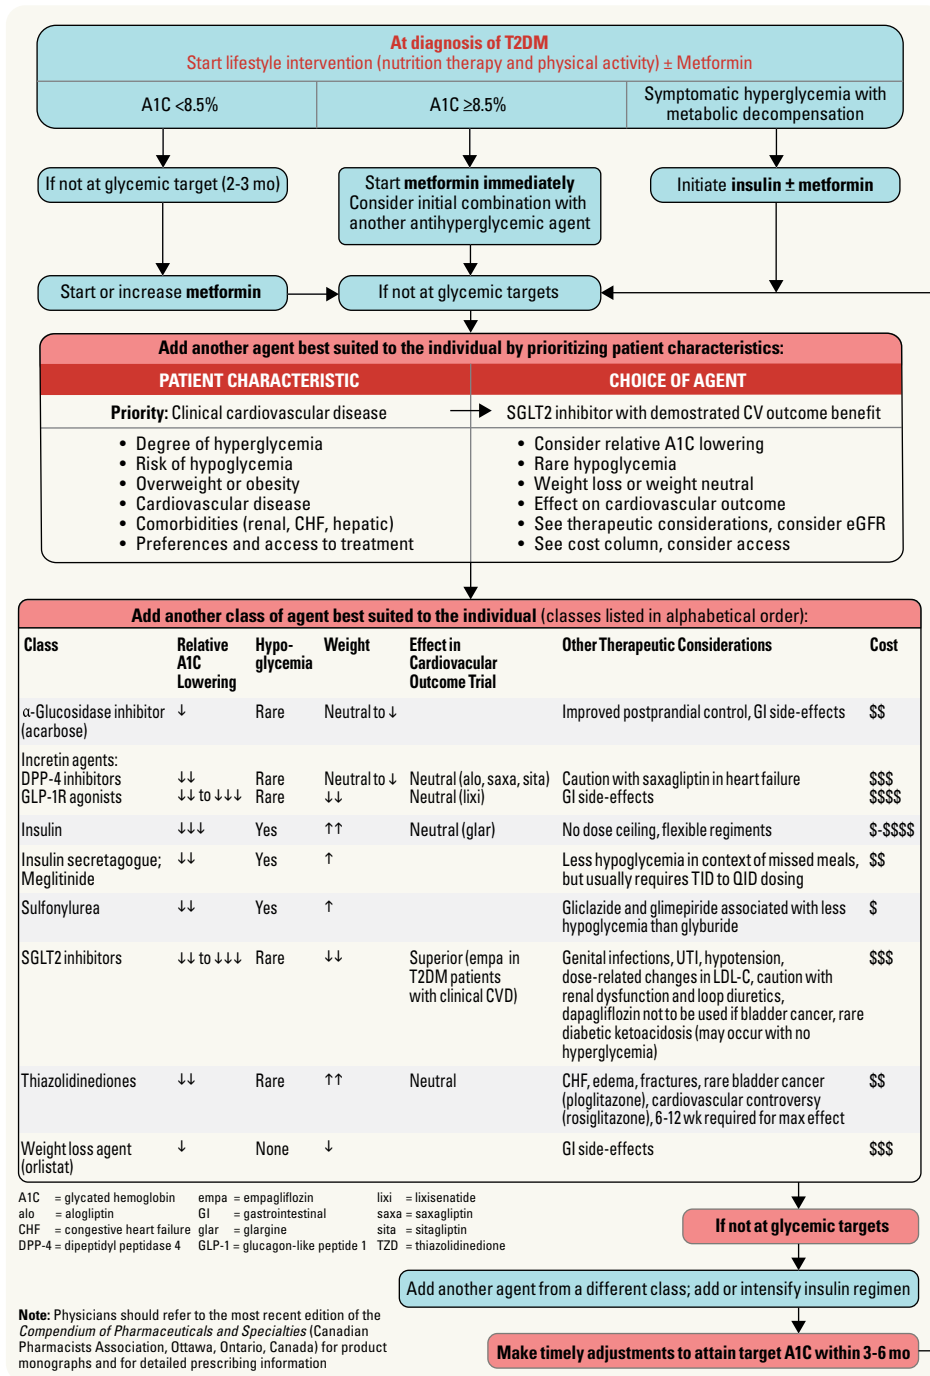 At diagnosis of T2DM
Start lifestyle intervention (nutrition therapy and physical activity) ± Metformin
A1C <8.5%
A1C ≥8.5%
Symptomatic hyperglycemia with
metabolic decompensation
If not at glycemic target (2-3 mo)
Start metformin immediately
Consider initial combination with
another antihyperglycemic agent
Initiate insulin ± metformin
Start or increase metformin
If not at glycemic targets
Add another agent best suited to the individual by prioritizing patient characteristics:
PATIENT CHARACTERISTIC
CHOICE OF AGENT
Priority: Clinical cardiovascular disease
SGLT2 inhibitor with demostrated CV outcome benefit
• Degree of hyperglycemia
• Risk of hypoglycemia
• Overweight or obesity
• Cardiovascular disease
• Comorbidities (renal, CHF, hepatic)
• Preferences and access to treatment
• Consider relative A1C lowering
• Rare hypoglycemia
• Weight loss or weight neutral
• Effect on cardiovascular outcome
• See therapeutic considerations, consider eGFR
• See cost column, consider access
Add another class of agent best suited to the individual (classes listed in alphabetical order):
Class
Relative
A1C
Lowering
Hypo-
glycemia
Weight
Effect in
Cardiovacular
Outcome Trial
Other Therapeutic Considerations
Cost
α-Glucosidase inhibitor
(acarbose)
↓
Rare
Neutral to ↓
Improved postprandial control, GI side-effects
$$
Incretin agents:
DPP-4 inhibitors
↓↓
Rare
Neutral to ↓
Neutral (alo, saxa, sita)
Caution with saxagliptin in heart failure
$$$
GLP-1R agonists
↓↓ to ↓↓↓
Rare
↓↓
Neutral (lixi)
GI side-effects
$$$$
Insulin
↓↓↓
Yes
↑↑
Neutral (glar)
No dose ceiling, flexible regiments
$-$$$$
Insulin secretagogue;
Meglitinide
↓↓
Yes
↑
Less hypoglycemia in context of missed meals,
but usually requires TID to QID dosing
$$
Sulfonylurea
↓↓
Yes
↑
Gliclazide and glimepiride associated with less
hypoglycemia than glyburide
$
SGLT2 inhibitors
↓↓ to ↓↓↓
Rare
↓↓
Superior (empa in
T2DM patients
with clinical CVD)
Genital infections, UTI, hypotension,
dose-related changes in LDL-C, caution with
renal dysfunction and loop diuretics,
dapagliflozin not to be used if bladder cancer, rare
diabetic ketoacidosis (may occur with no
hyperglycemia)
$$$
Thiazolidinediones
↓↓
Rare
↑↑
Neutral
CHF, edema, fractures, rare bladder cancer
(ploglitazone), cardiovascular controversy
(rosiglitazone), 6-12 wk required for max effect
$$
Weight loss agent
(orlistat)
↓
None
↓
GI side-effects
$$$
A1C = glycated hemoglobin
alo = alogliptin
CHF = congestive heart failure
DPP-4 = dipeptidyl peptidase 4
empa = empagliflozin
GI = gastrointestinal
glar = glargine
GLP-1 = glucagon-like peptide 1
lixi = lixisenatide
saxa = saxagliptin
sita = sitagliptin
TZD = thiazolidinedione
If not at glycemic targets
Add another agent from a different class; add or intensify insulin regimen
Make timely adjustments to attain target A1C within 3-6 mo
Note: Physicians should refer to the most recent edition of the
Compendium of Pharmaceuticals and Specialties (Canadian
Pharmacists Association, Ottawa, Ontario, Canada) for product
monographs and for detailed prescribing information